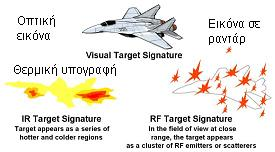 Οπτική
εικόνα
Εικόνα σε
ραντάρ
Visual Target Signature
Θερμική υπογραφή
IR Target Signature
Target appears as a series of
hotter and colder regions
RF Target Signature
In the field of view at close
range, the target appears
as a cluster of RF emitters or scatterers